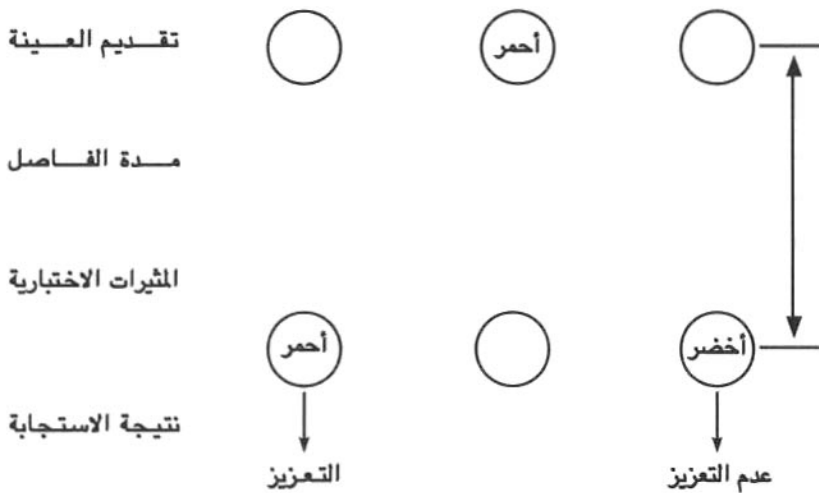 تقديم العينة
أحمر
مدة الفاصل
المثيرات الاختبارية
أخضر
أحمر
نتيجة الاستجابة
عدم التعزيز
التعزيز